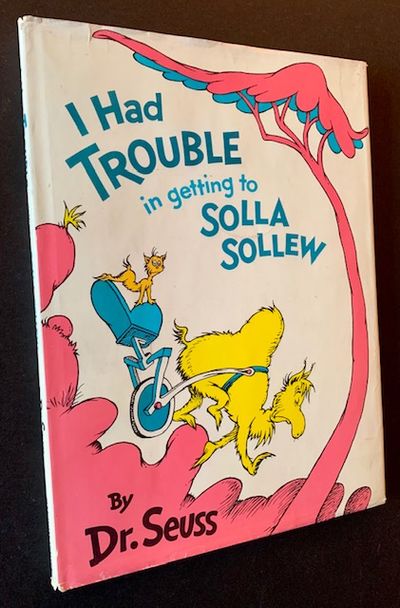 I Had
TROUBLE
in getting to
SOLLA
SOLLEW
By
Dr. Seuss